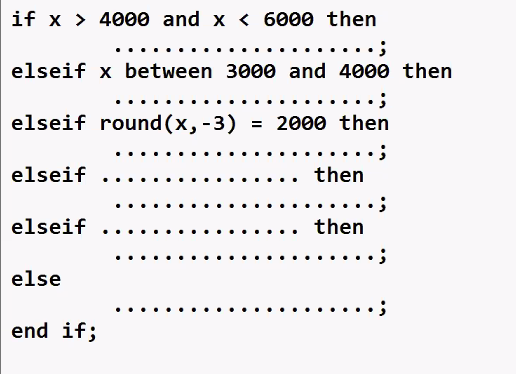 if x > 4000 and x < 6000 then
.....................;
elseif x between 3000 and 4000 then
.....................;
elseif round(x,-3) = 2000 then
.....................;
elseif ................ then
.....................;
elseif ................ then
.....................;
else
.....................;
end if;